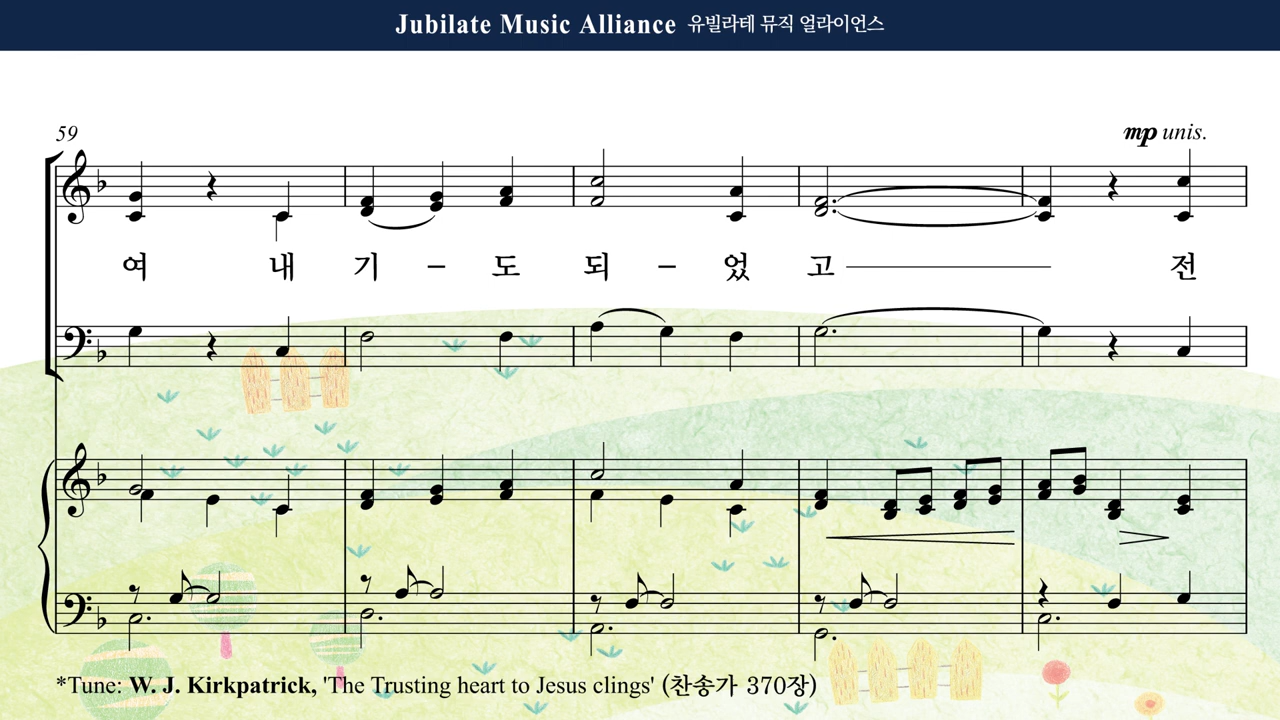 Jubilate Music Alliance 유빌라테 뮤직 얼라이언스
59
mp unis.
여 내 기 – 도 되 – 었 고 전
*Tune: W. J. Kirkpatrick, 'The Trusting heart to Jesus clings' (찬송가 370장)